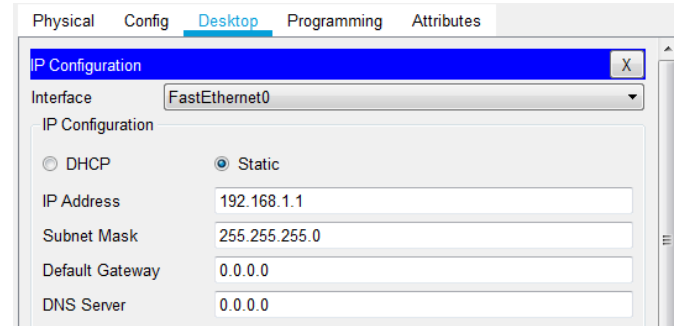 Physical Config Desktop Programming Attributes
IP Configuration X
Interface FastEthernet0
IP Configuration
DHCP Static
IP Address 192.168.1.1
Subnet Mask 255.255.255.0
Default Gateway 0.0.0.0
DNS Server 0.0.0.0